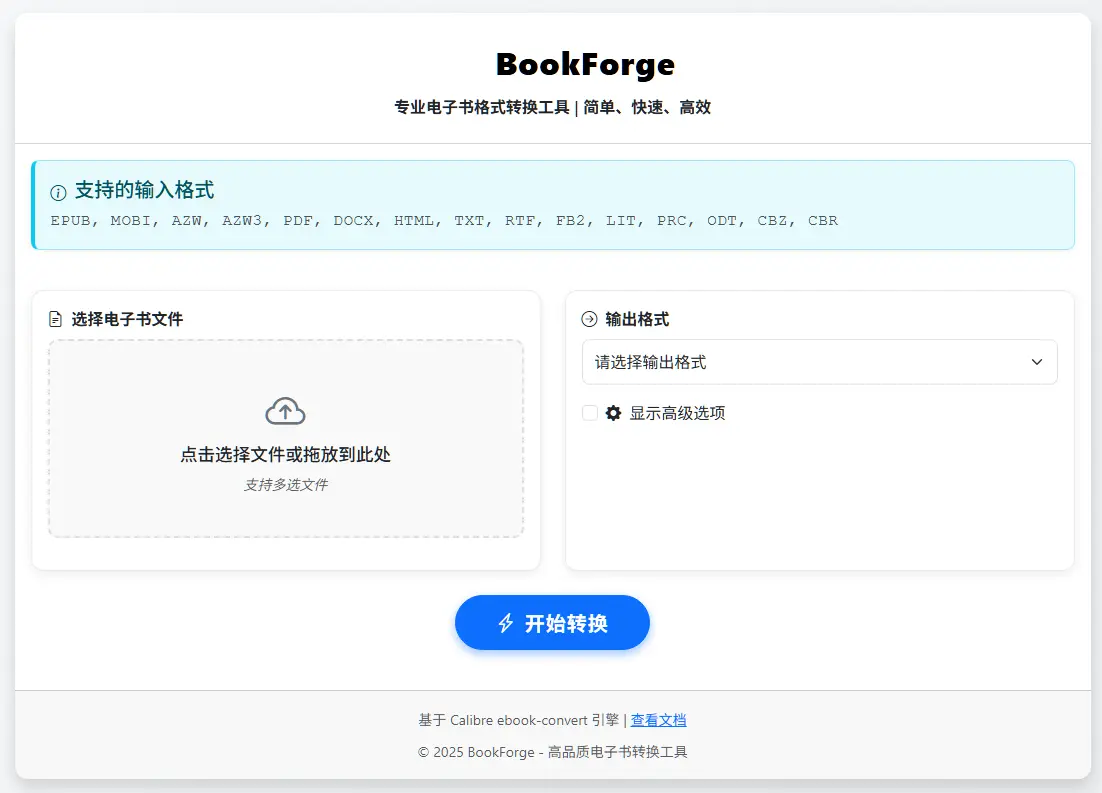 BookForge
专业电子书格式转换工具 | 简单、快速、高效
支持的输入格式
EPUB, MOBI, AZW, AZW3, PDF, DOCX, HTML, TXT, RTF, FB2, LIT, PRC, ODT, CBZ, CBR
选择电子书文件
点击选择文件或拖放到此处
支持多选文件
输出格式
请选择输出格式
显示高级选项
开始转换
基于 Calibre ebook-convert 引擎 | 查看文档
© 2025 BookForge - 高品质电子书转换工具